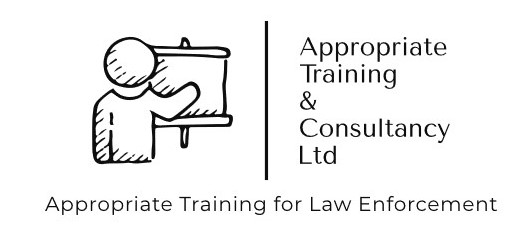 Appropriate
Training
&
Consultancy
Ltd
Appropriate Training for Law Enforcement